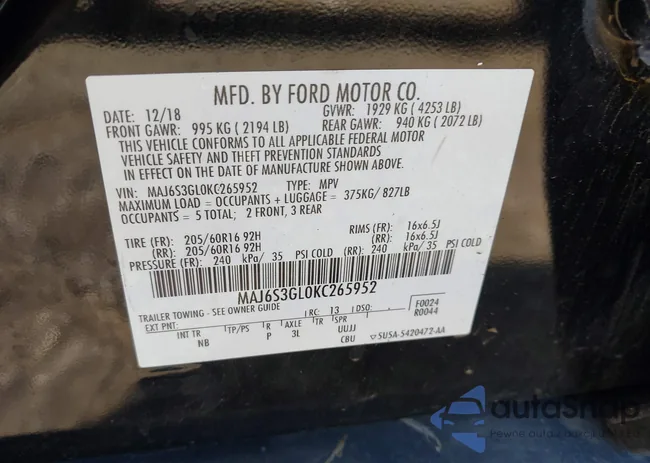 MFD. BY FORD MOTOR CO.
DATE: 12/18 GVWR: 1929 KG ( 4253 LB)
FRONT GAWR: 995 KG ( 2194 LB) REAR GAWR: 940 KG ( 2072 LB)
THIS VEHICLE CONFORMS TO ALL APPLICABLE FEDERAL MOTOR
VEHICLE SAFETY AND THEFT PREVENTION STANDARDS
IN EFFECT ON THE DATE OF MANUFACTURE SHOWN ABOVE.
VIN: MAJ6S3GL0KC265952 TYPE: MPV
MAXIMUM LOAD = OCCUPANTS + LUGGAGE = 375KG/ 827LB
OCCUPANTS = 5 TOTAL; 2 FRONT, 3 REAR
TIRE (FR): 205/60R16 92H RIMS (FR): 16x6.5J
(RR): 205/60R16 92H (RR): 16x6.5J
PRESSURE (FR): 240 kPa/ 35 PSI COLD (RR): 240 kPa/ 35 PSI COLD
MAJ6S3GL0KC265952
TRAILER TOWING - SEE OWNER GUIDE RC: 13 DSO: F0024
EXT PNT: R0044
INT TR TP/PS R AXLE TR SPR UUJJ
NB P 3L CBU 5U5A-5420472-AA
autoSnap